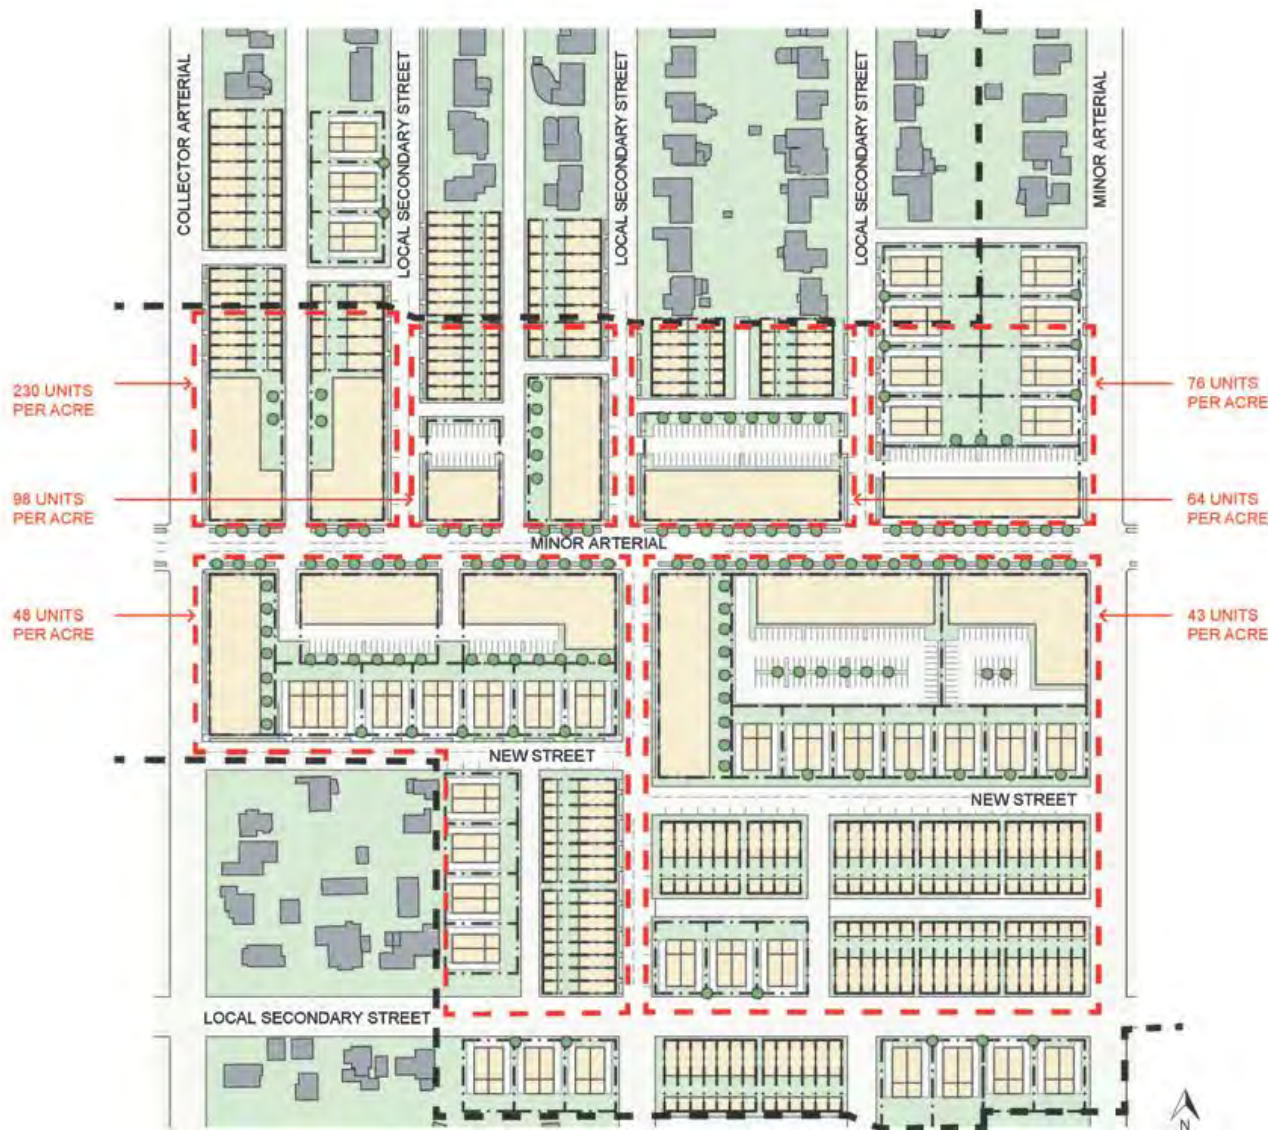 COLLECTOR ARTERIAL
LOCAL SECONDARY STREET
LOCAL SECONDARY STREET
LOCAL SECONDARY STREET
MINOR ARTERIAL
230 UNITS
PER ACRE
76 UNITS
PER ACRE
98 UNITS
PER ACRE
64 UNITS
PER ACRE
MINOR ARTERIAL
48 UNITS
PER ACRE
43 UNITS
PER ACRE
NEW STREET
NEW STREET
LOCAL SECONDARY STREET
N